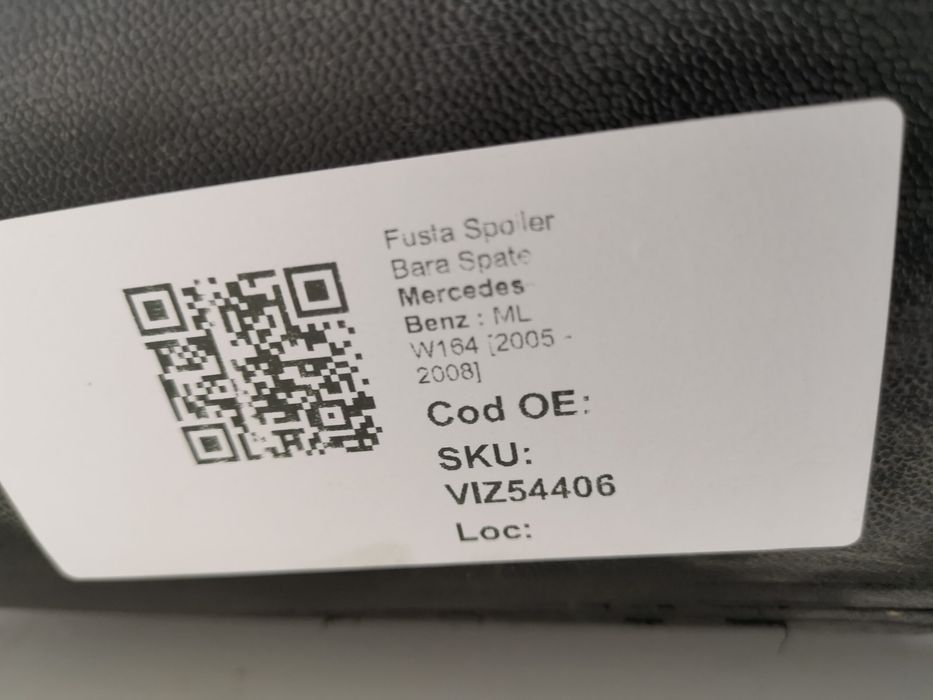 Fusta Spoiler
Bara Spate
Mercedes
Benz : ML
W164 [2005 -
2008]
Cod OE:
SKU:
VIZ54406
Loc: